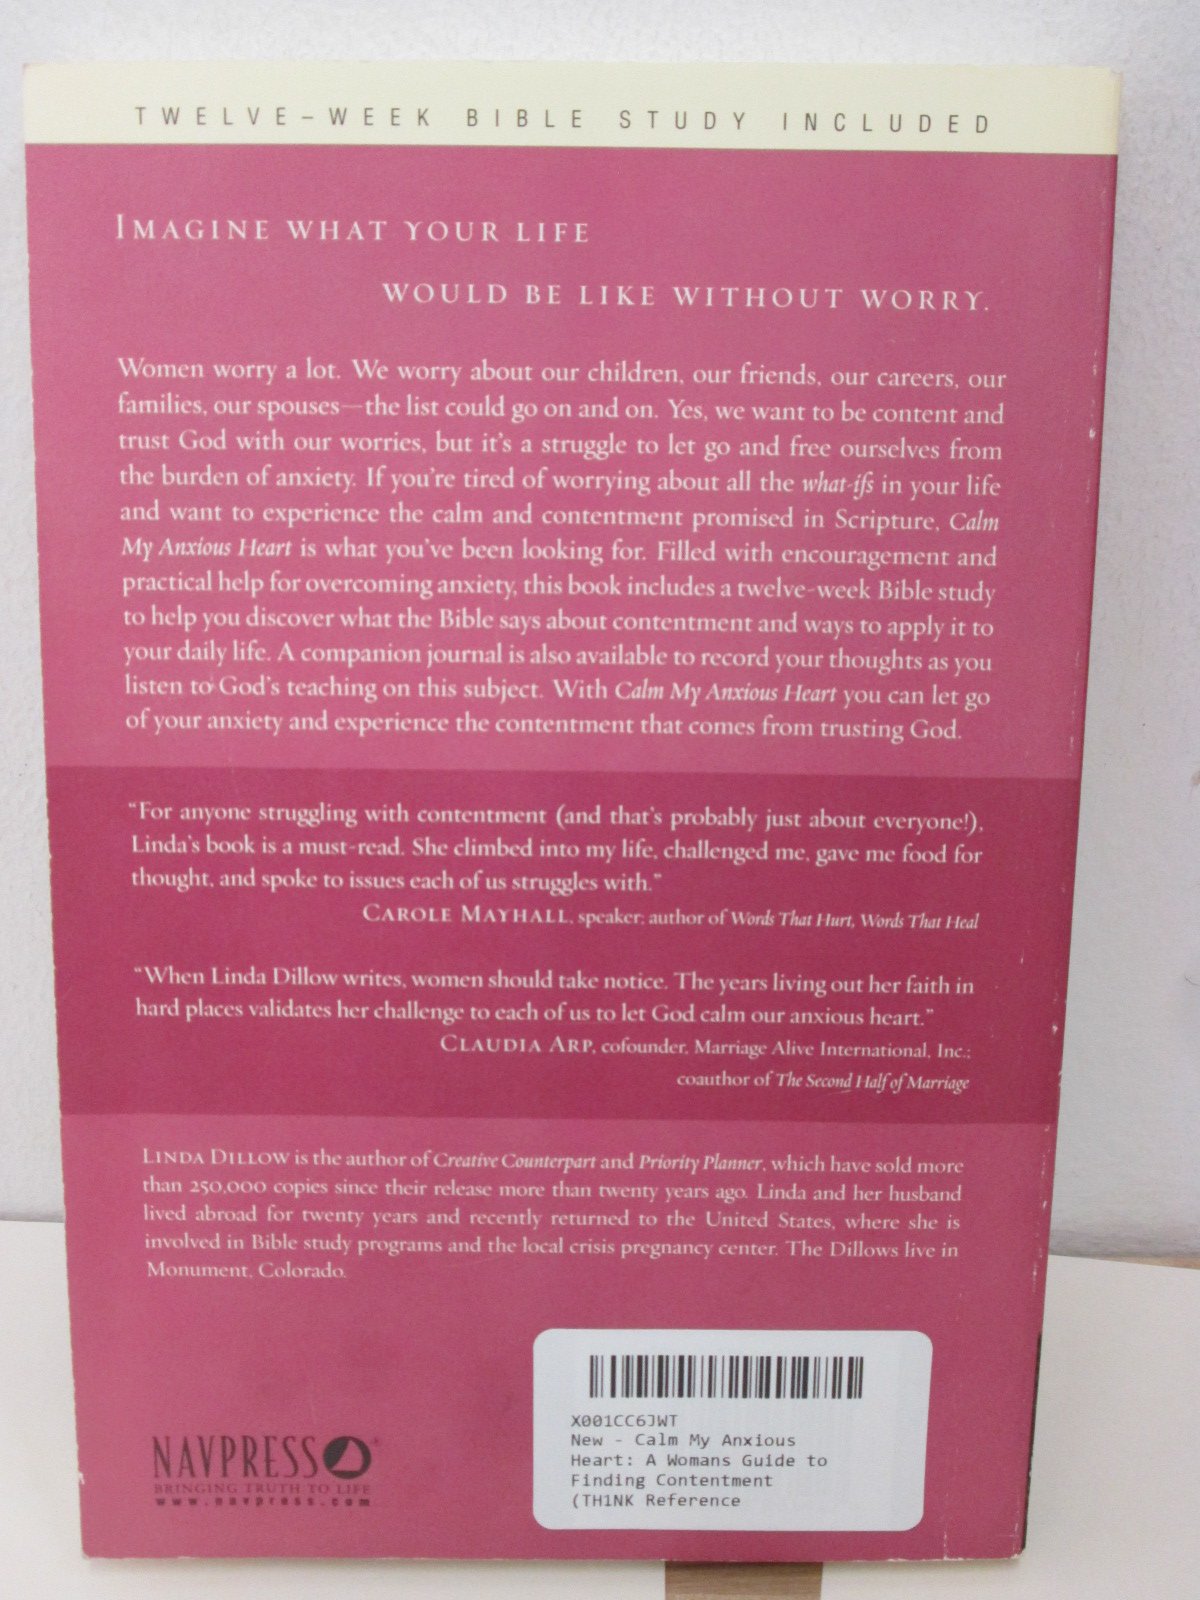 TWELVE-WEEK BIBLE STUDY INCLUDED
IMAGINE WHAT YOUR LIFE
WOULD BE LIKE WITHOUT WORRY.
Women worry a lot. We worry about our children, our friends, our careers, our
families, our spouses—the list could go on and on. Yes, we want to be content and
trust God with our worries, but it's a struggle to let go and free ourselves from
the burden of anxiety. If you're tired of worrying about all the what-ifs in your life
and want to experience the calm and contentment promised in Scripture, Calm
My Anxious Heart is what you've been looking for. Filled with encouragement and
practical help for overcoming anxiety, this book includes a twelve-week Bible study
to help you discover what the Bible says about contentment and ways to apply it to
your daily life. A companion journal is also available to record your thoughts as you
listen to God's teaching on this subject. With Calm My Anxious Heart you can let go
of your anxiety and experience the contentment that comes from trusting God.
“For anyone struggling with contentment (and that's probably just about everyone!),
Linda's book is a must-read. She climbed into my life, challenged me, gave me food for
thought, and spoke to issues each of us struggles with.”
CAROLE MAYHALL, speaker; author of Words That Hurt, Words That Heal
“When Linda Dillow writes, women should take notice. The years living out her faith in
hard places validates her challenge to each of us to let God calm our anxious heart.”
CLAUDIA ARP, cofounder, Marriage Alive International, Inc.;
coauthor of The Second Half of Marriage
LINDA DILLOW is the author of Creative Counterpart and Priority Planner, which have sold more
than 250,000 copies since their release more than twenty years ago. Linda and her husband
lived abroad for twenty years and recently returned to the United States, where she is
involved in Bible study programs and the local crisis pregnancy center. The Dillows live in
Monument, Colorado.
X001CC6JWT
New - Calm My Anxious
Heart: A Womans Guide to
Finding Contentment
(TH1NK Reference
NAVPRESS®
BRINGING TRUTH TO LIFE
www.navpress.com